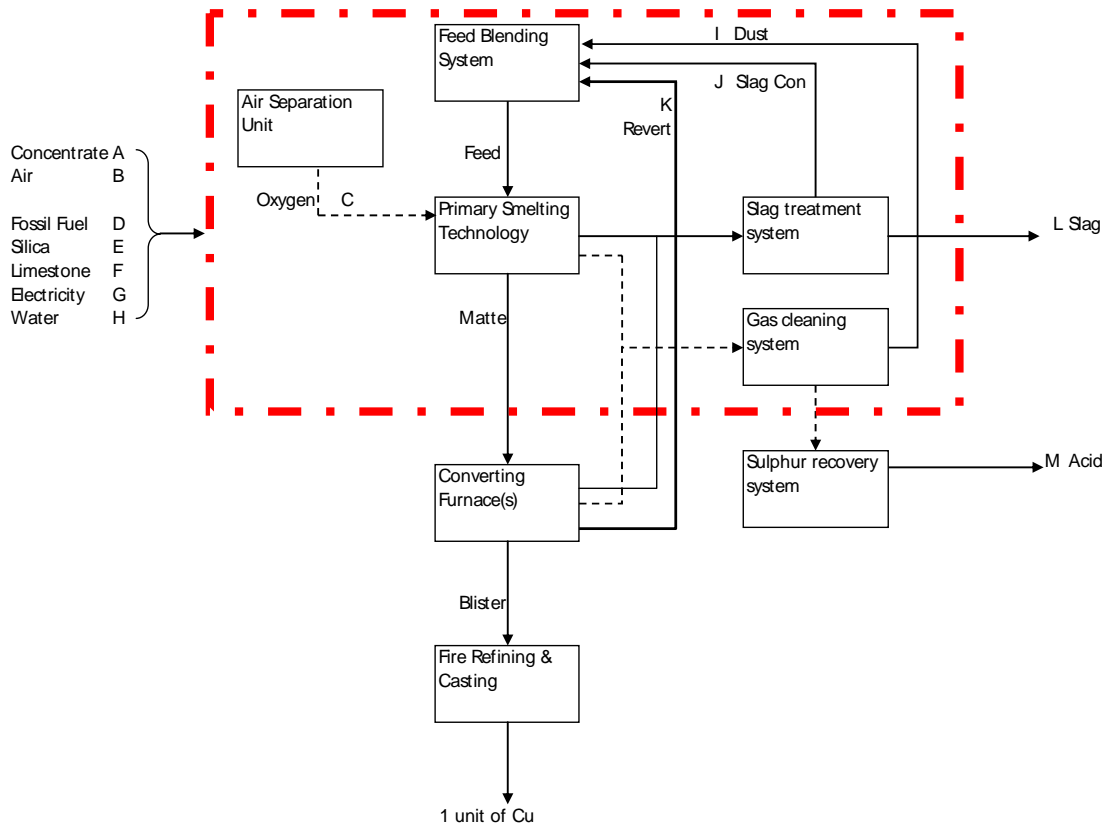 I Dust
Feed Blending
System
J Slag Con
K
Revert
Air Separation
Unit
Concentrate A
Air B
Feed
Oxygen C
Primary Smelting
Technology
Slag treatment
system
Fossil Fuel D
Silica E
Limestone F
Electricity G
Water H
L Slag
Matte
Gas cleaning
system
Converting
Furnace(s)
Sulphur recovery
system
M Acid
Blister
Fire Refining &
Casting
1 unit of Cu